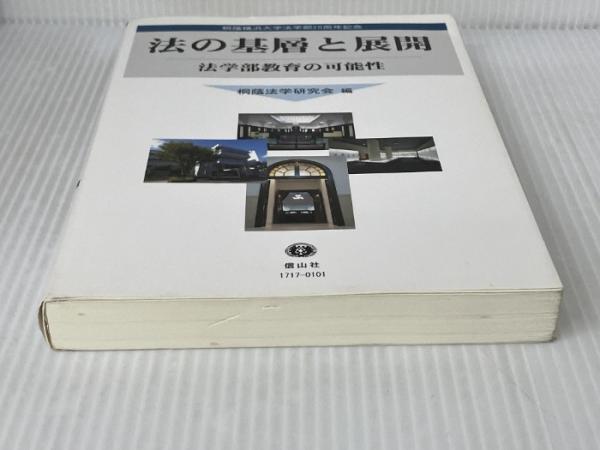 桐蔭横浜大学法学部20周年記念
法の基層と展開
法学部教育の可能性
桐蔭法学研究会 編
信山社
1717-0101